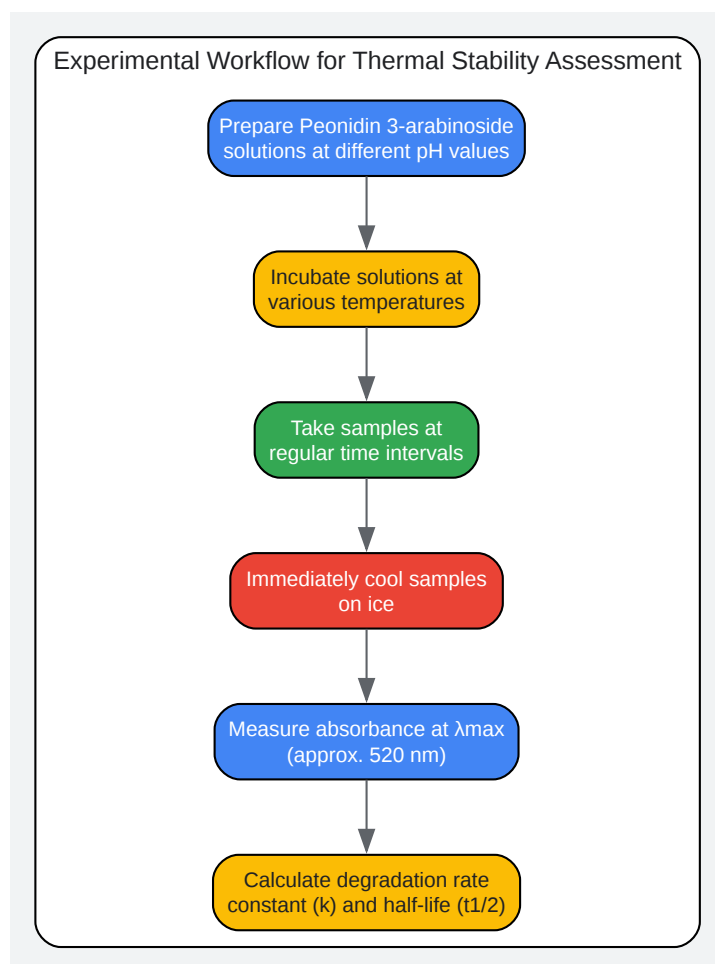 Experimental Workflow for Thermal Stability Assessment
Prepare Peonidin 3-arabinoside
solutions at different pH values
Incubate solutions at
various temperatures
Take samples at
regular time intervals
Immediately cool samples
on ice
Measure absorbance at λmax
(approx. 520 nm)
Calculate degradation rate
constant (k) and half-life (t1/2)